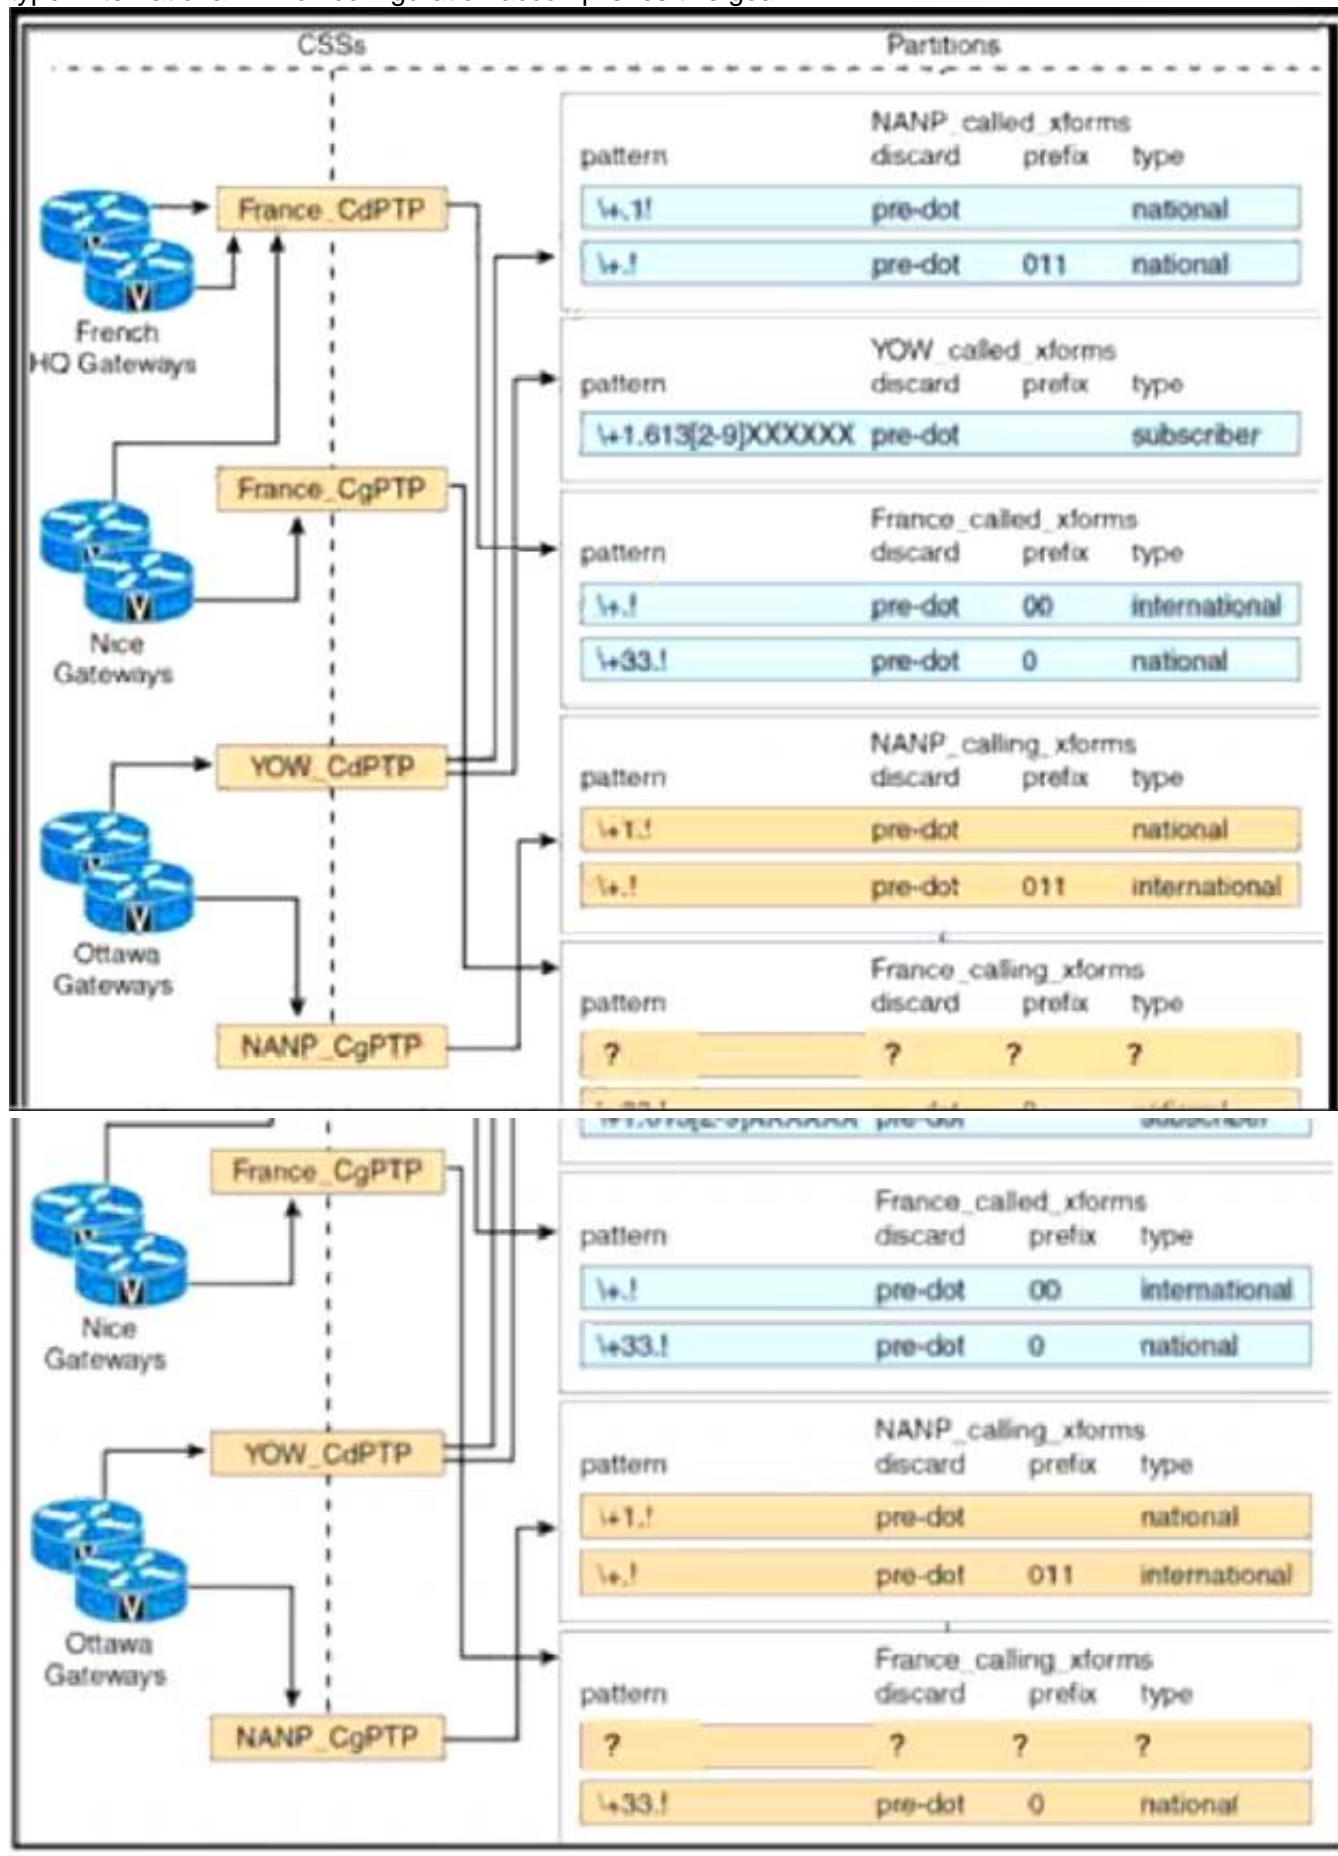 CSSs Partitions
NANP_called_xforms
pattern discard prefix type
France_CdPTP \+.1! pre-dot national
\+.! pre-dot 011 national
French
HQ Gateways
YOW_called_xforms
pattern discard prefix type
\+1.613[2-9]XXXXXX pre-dot subscriber
France_CgPTP
France_called_xforms
pattern discard prefix type
\+.! pre-dot 00 international
Nice
Gateways
\+33.! pre-dot 0 national
YOW_CdPTP
NANP_calling_xforms
pattern discard prefix type
\+1.! pre-dot national
\+.! pre-dot 011 international
Ottawa
Gateways
France_calling_xforms
pattern discard prefix type
NANP_CgPTP ? ? ? ?
France_CgPTP
France_called_xforms
pattern discard prefix type
\+.! pre-dot 00 international
Nice
Gateways
\+33.! pre-dot 0 national
YOW_CdPTP
NANP_calling_xforms
pattern discard prefix type
\+1.! pre-dot national
\+.! pre-dot 011 international
Ottawa
Gateways
France_calling_xforms
pattern discard prefix type
NANP_CgPTP ? ? ? ?
\+33.! pre-dot 0 national